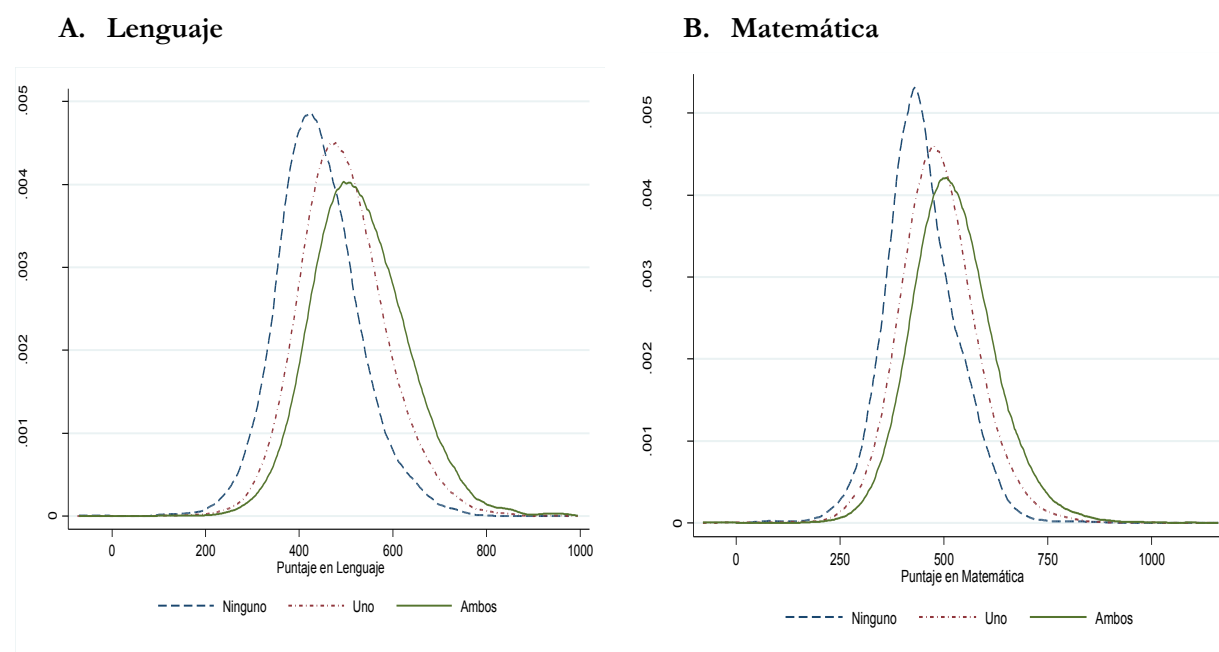 A. Lenguaje
.005
.004
.003
.002
.001
0
0 200 400 600 800 1000
Puntaje en Lenguaje
Ninguno Uno Ambos
B. Matemática
.005
.004
.003
.002
.001
0
0 250 500 750 1000
Puntaje en Matemática
Ninguno Uno Ambos